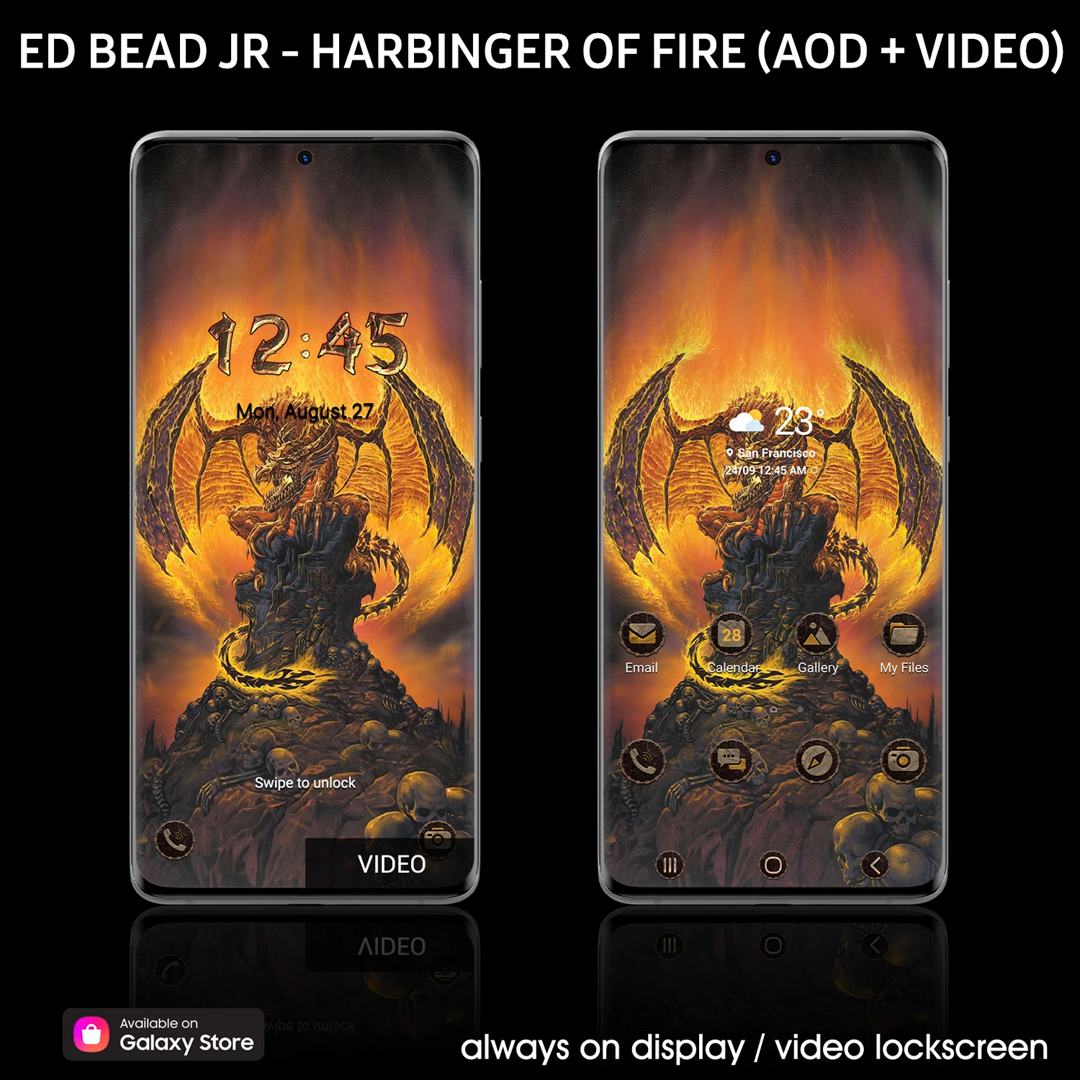 ED BEAD JR - HARBINGER OF FIRE (AOD + VIDEO)
12:45
Mon, August 27
Swipe to unlock
VIDEO
23°
San Francisco
24/09 12:45 AM
28
Email
Calendar
Gallery
My Files
Available on
Galaxy Store
always on display / video lockscreen